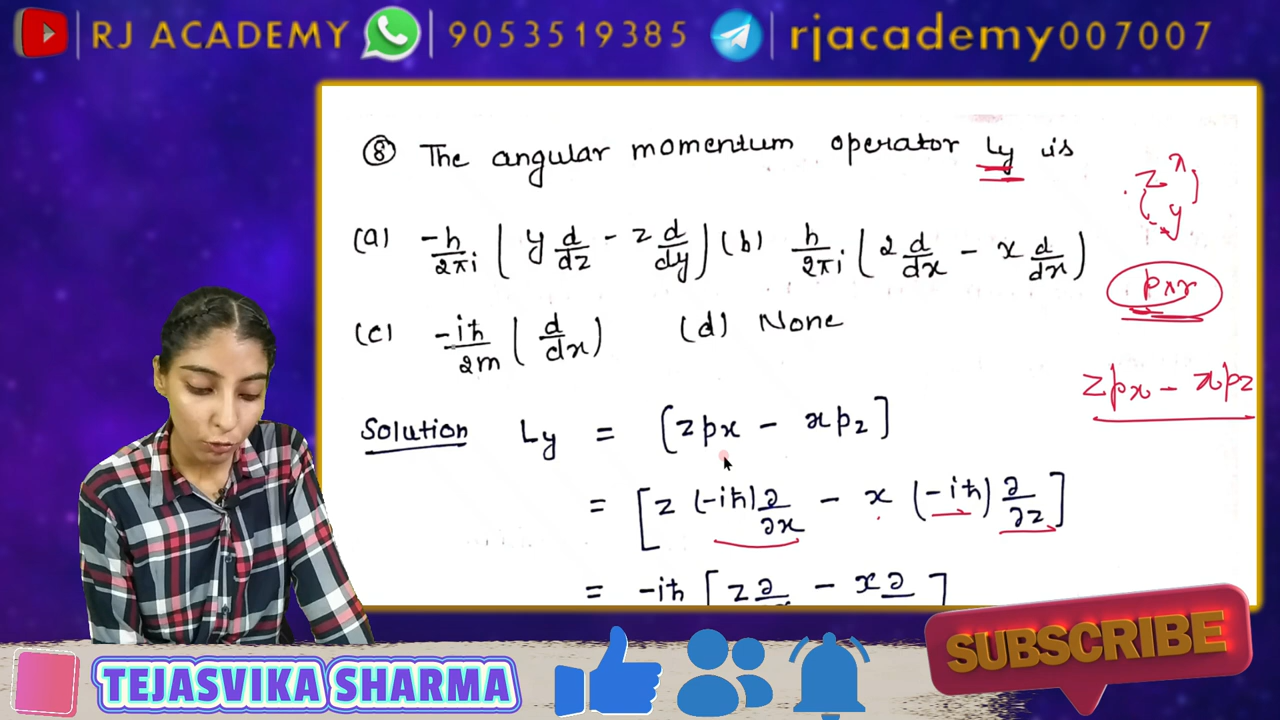 RJ ACADEMY | 9053519385 | rjacademy007007
⑧ The angular momentum operator Ly is
(a) -h/2πi ( y d/dz - z d/dy ) (b) h/2πi ( 2 d/dx - x d/dx )
(c) -iħ/2m ( d/dx ) (d) None
Solution Ly = [zpx - xpz]
= [ z (-iħ) ∂/∂x - x (-iħ) ∂/∂z ]
= -iħ [ z∂ - x∂ ]
z x
y
zpx - xpz
TEJASVIKA SHARMA
SUBSCRIBE